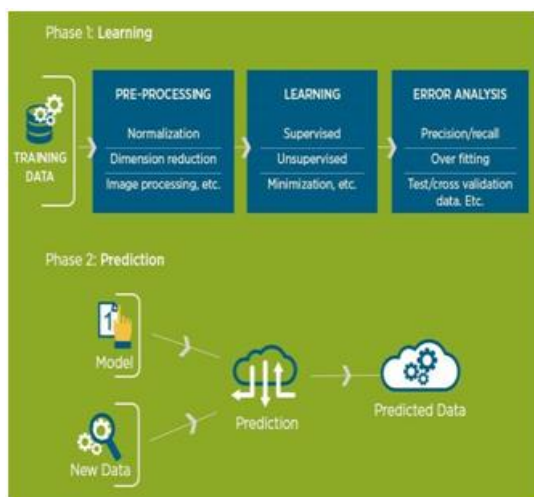 Phase 1: Learning
TRAINING
DATA
PRE-PROCESSING
Normalization
Dimension reduction
Image processing, etc.
LEARNING
Supervised
Unsupervised
Minimization, etc.
ERROR ANALYSIS
Precision/recall
Over fitting
Test/cross validation
data. Etc.
Phase 2: Prediction
1
Model
New Data
Prediction
Predicted Data